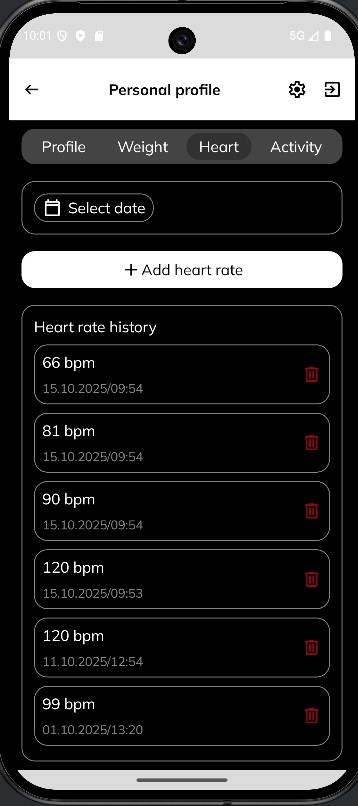 10:01 5G
Personal profile
Profile Weight Heart Activity
Select date
+ Add heart rate
Heart rate history
66 bpm
15.10.2025/09:54
81 bpm
15.10.2025/09:54
90 bpm
15.10.2025/09:54
120 bpm
15.10.2025/09:53
120 bpm
11.10.2025/12:54
99 bpm
01.10.2025/13:20